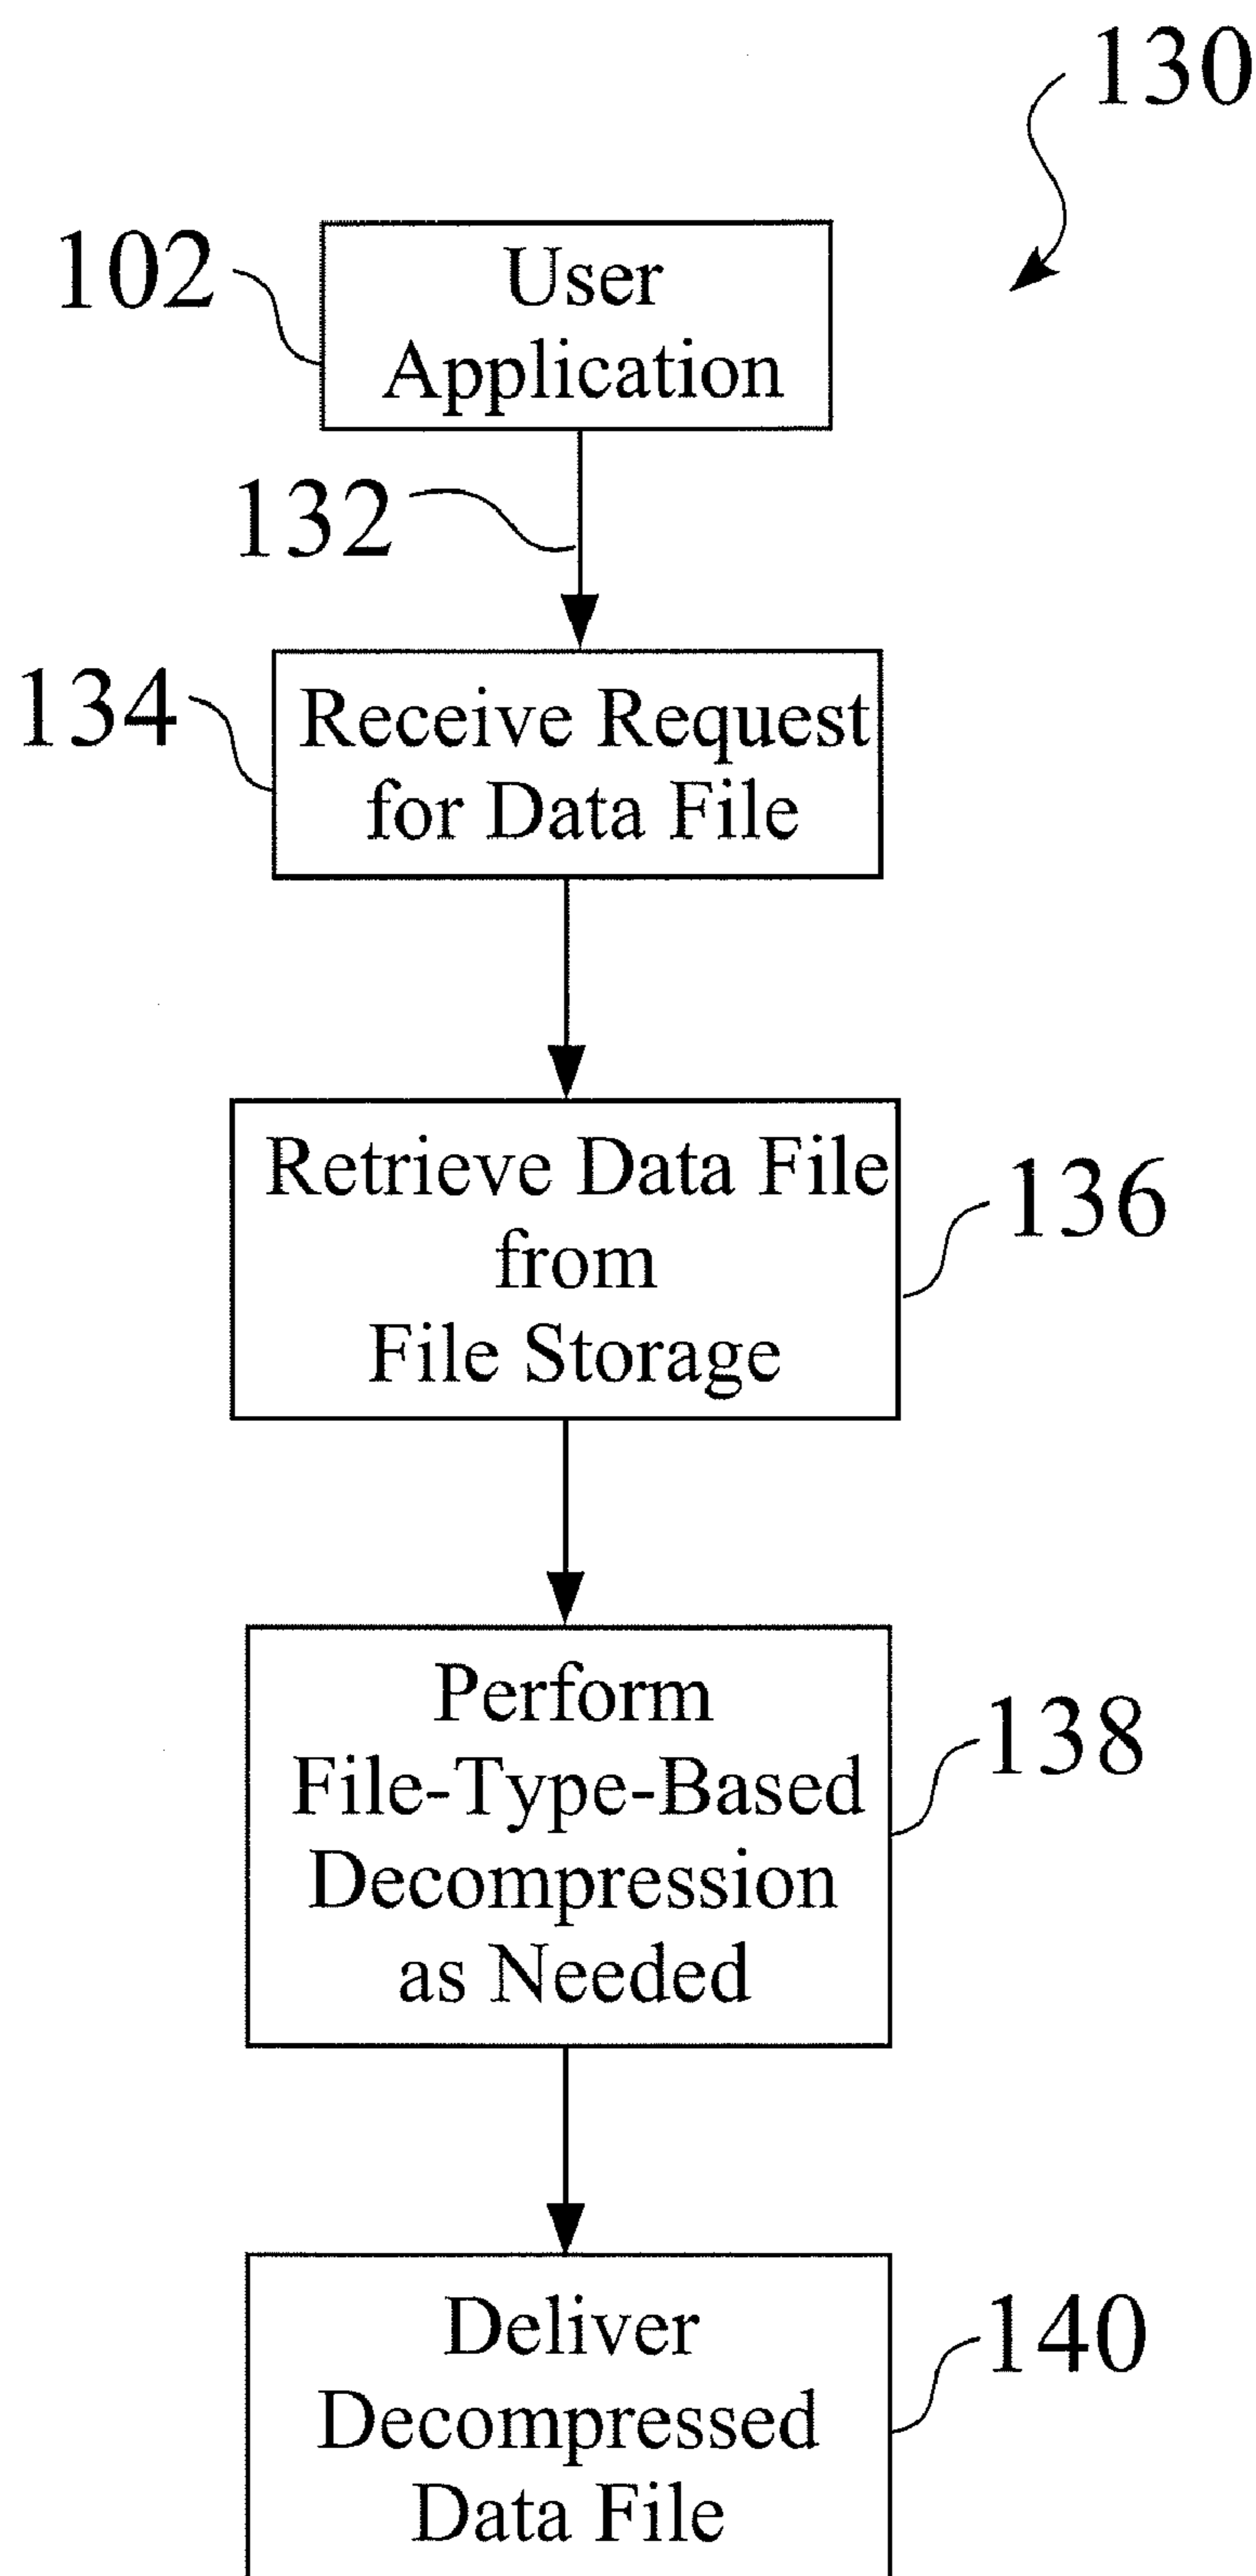 130
102
User
Application
132
134
Receive Request
for Data File
Retrieve Data File
from
File Storage
136
Perform
File-Type-Based
Decompression
as Needed
138
Deliver
Decompressed
Data File
140